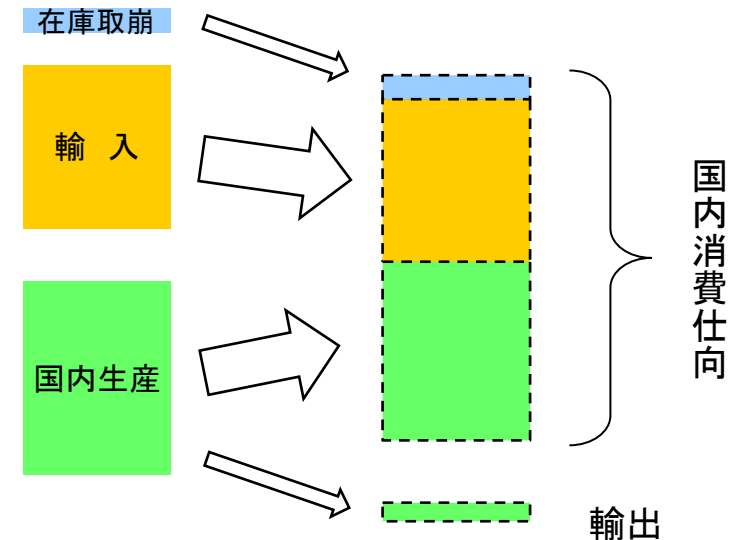 在庫取崩
輸 入
国内生産
国内消費仕向
輸出